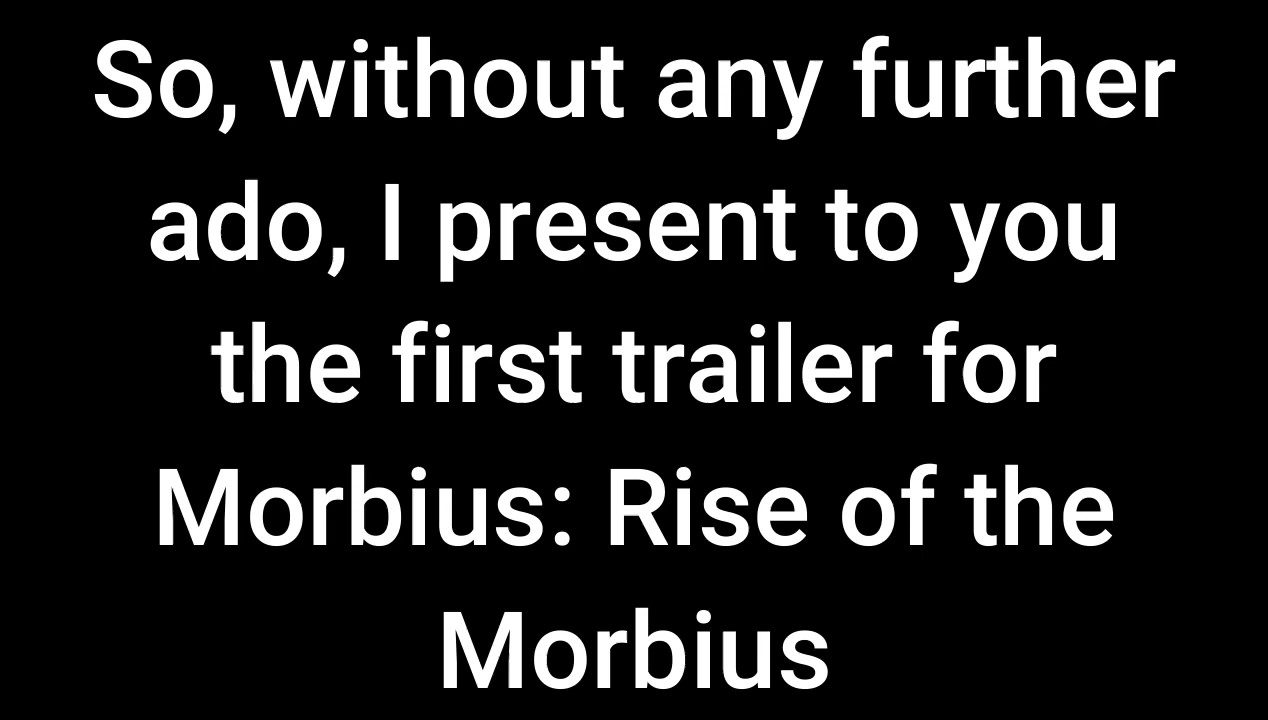 So, without any further
ado, I present to you
the first trailer for
Morbius: Rise of the
Morbius